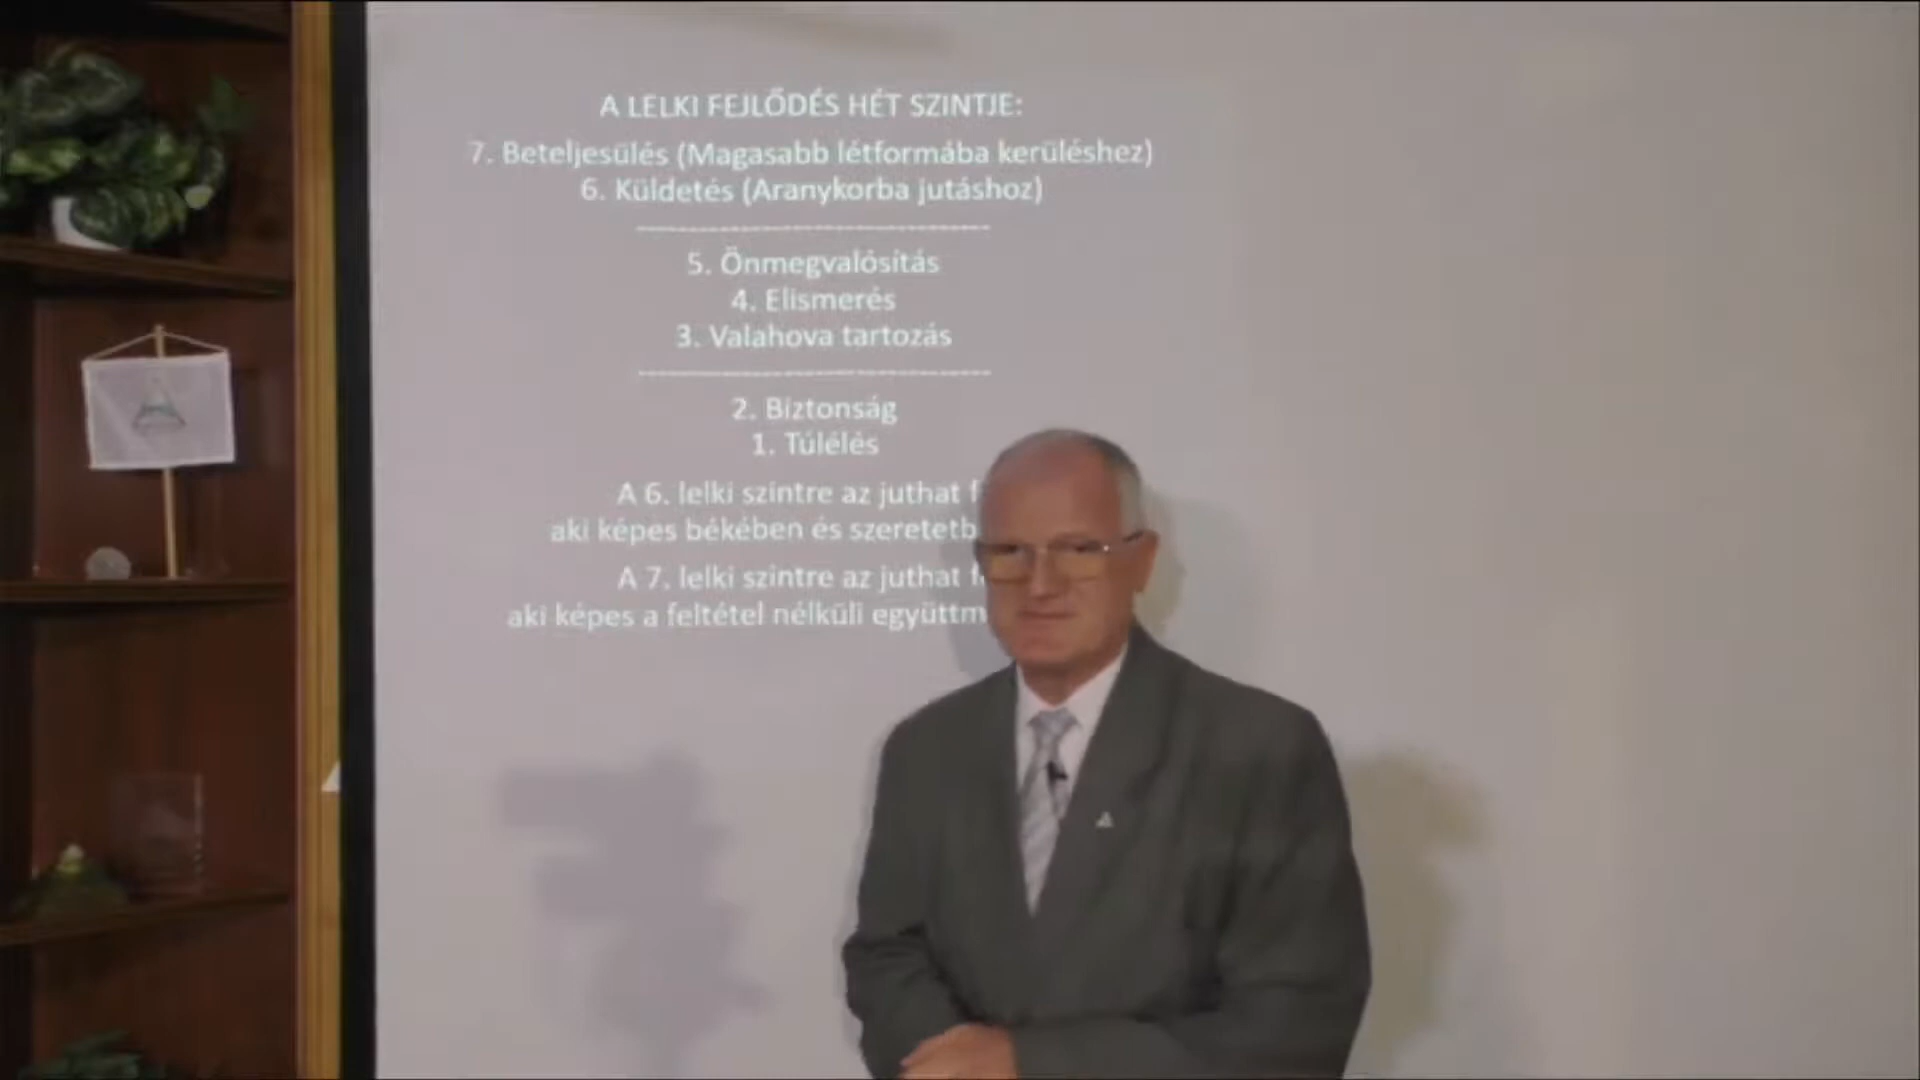 A LELKI FEJLŐDÉS HÉT SZINTJE:
7. Beteljesülés (Magasabb létformába kerüléshez)
6. Küldetés (Aranykorba jutáshoz)
--------------------------------------------
5. Önmegvalósítás
4. Elismerés
3. Valahova tartozás
--------------------------------------------
2. Biztonság
1. Túlélés
A 6. lelki szintre az juthat
aki képes békében és szeretetb
A 7. lelki szintre az juthat
aki képes a feltétel nélküli együttm